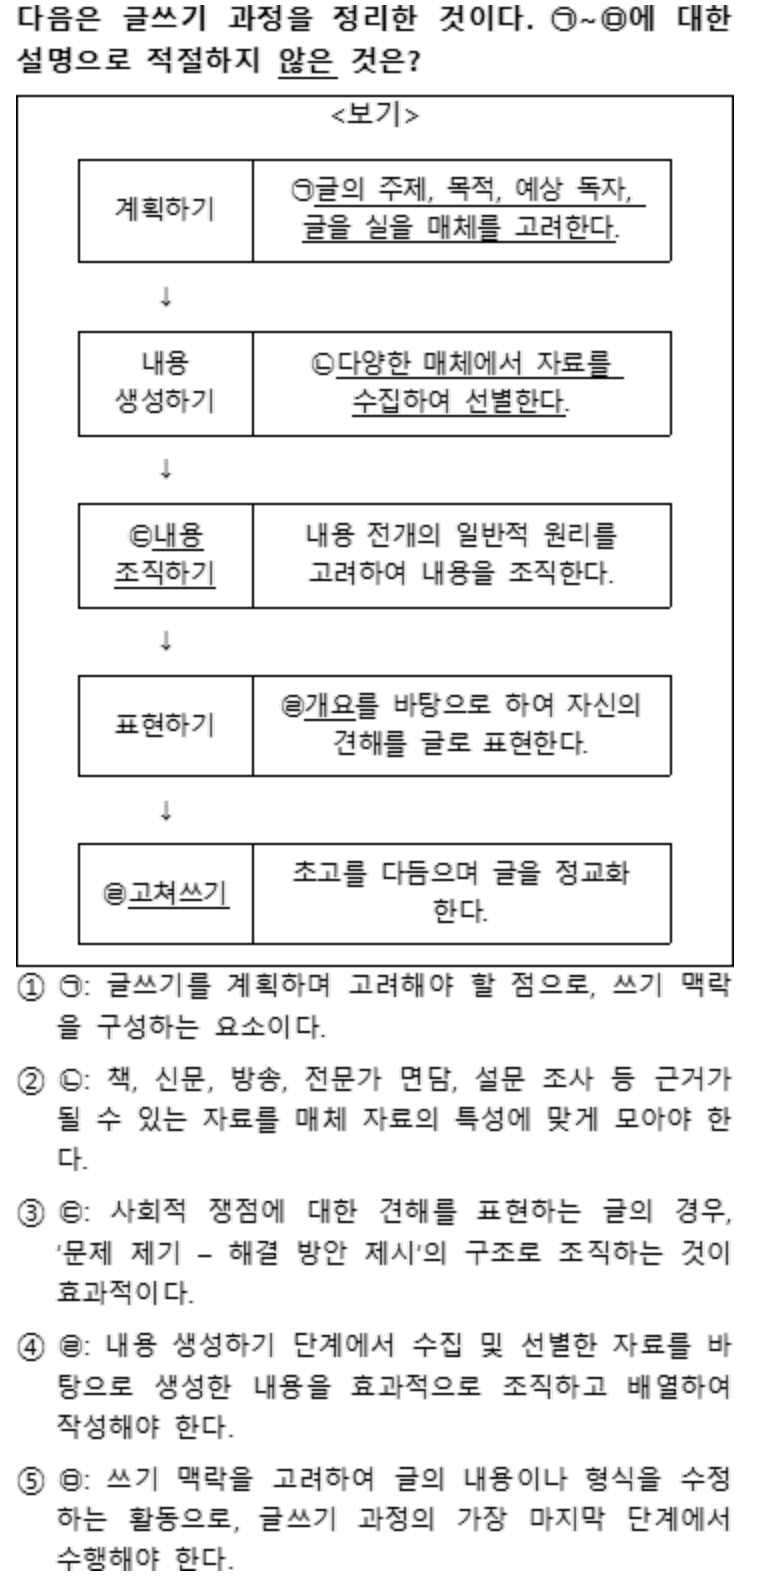 다음은 글쓰기 과정을 정리한 것이다. ㉠~㉤에 대한
설명으로 적절하지 않은 것은?
<보기>
계획하기
㉠글의 주제, 목적, 예상 독자,
글을 실을 매체를 고려한다.
↓
내용
생성하기
㉡다양한 매체에서 자료를
수집하여 선별한다.
↓
㉢내용
조직하기
내용 전개의 일반적 원리를
고려하여 내용을 조직한다.
↓
표현하기
㉣개요를 바탕으로 하여 자신의
견해를 글로 표현한다.
↓
㉣고쳐쓰기
초고를 다듬으며 글을 정교화
한다.
① ㉠: 글쓰기를 계획하며 고려해야 할 점으로, 쓰기 맥락
을 구성하는 요소이다.
② ㉡: 책, 신문, 방송, 전문가 면담, 설문 조사 등 근거가
될 수 있는 자료를 매체 자료의 특성에 맞게 모아야 한
다.
③ ㉢: 사회적 쟁점에 대한 견해를 표현하는 글의 경우,
'문제 제기 – 해결 방안 제시'의 구조로 조직하는 것이
효과적이다.
④ ㉣: 내용 생성하기 단계에서 수집 및 선별한 자료를 바
탕으로 생성한 내용을 효과적으로 조직하고 배열하여
작성해야 한다.
⑤ ㉤: 쓰기 맥락을 고려하여 글의 내용이나 형식을 수정
하는 활동으로, 글쓰기 과정의 가장 마지막 단계에서
수행해야 한다.